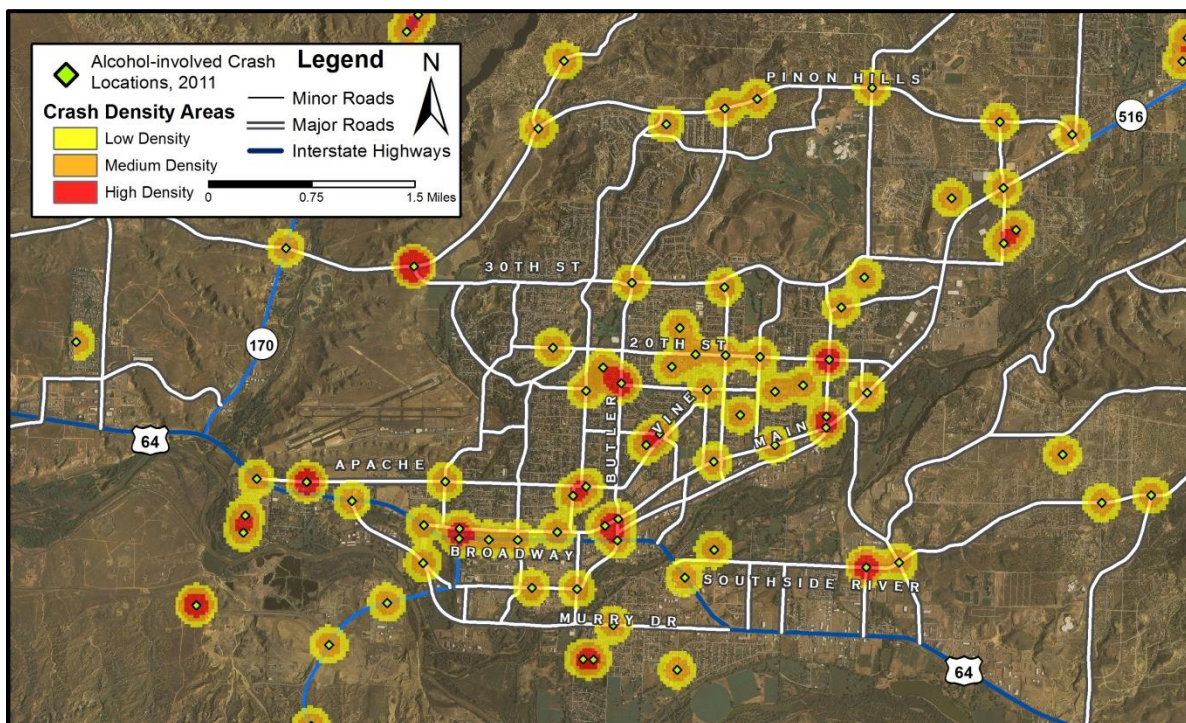 Legend
Alcohol-involved Crash
Locations, 2011
Crash Density Areas
Low Density
Medium Density
High Density
Minor Roads
Major Roads
Interstate Highways
N
0 0.75 1.5 Miles
PINON HILLS
516
30TH ST
170
20TH ST
64
BUTLER
VINE
MAIN
APACHE
BROADWAY
SOUTHSIDE RIVER
MURRY DR
64